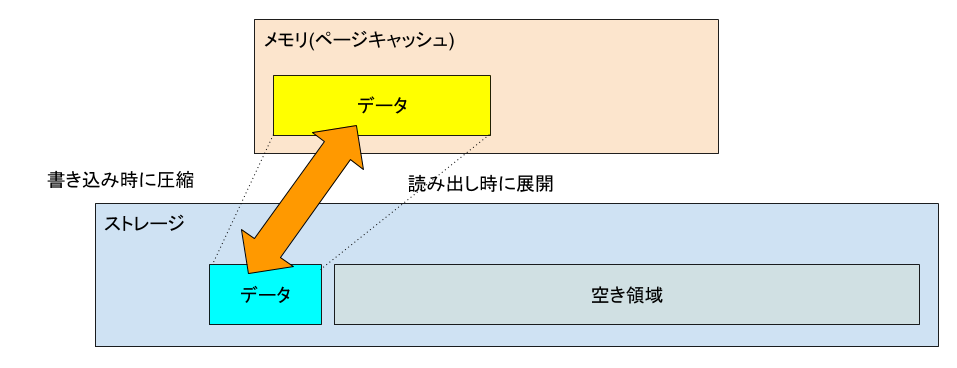 メモリ(ページキャッシュ)
データ
書き込み時に圧縮
読み出し時に展開
ストレージ
データ
空き領域